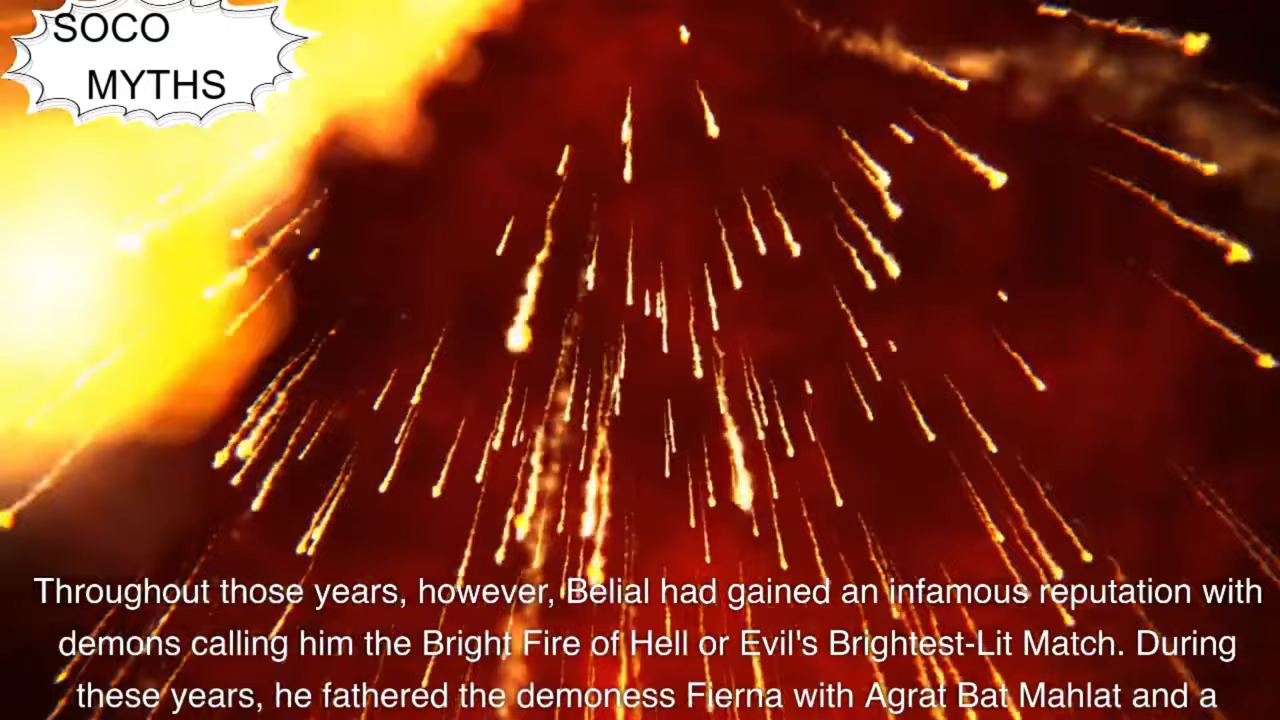 SOCO
MYTHS
Throughout those years, however, Belial had gained an infamous reputation with
demons calling him the Bright Fire of Hell or Evil's Brightest-Lit Match. During
these years, he fathered the demoness Fierna with Agrat Bat Mahlat and a